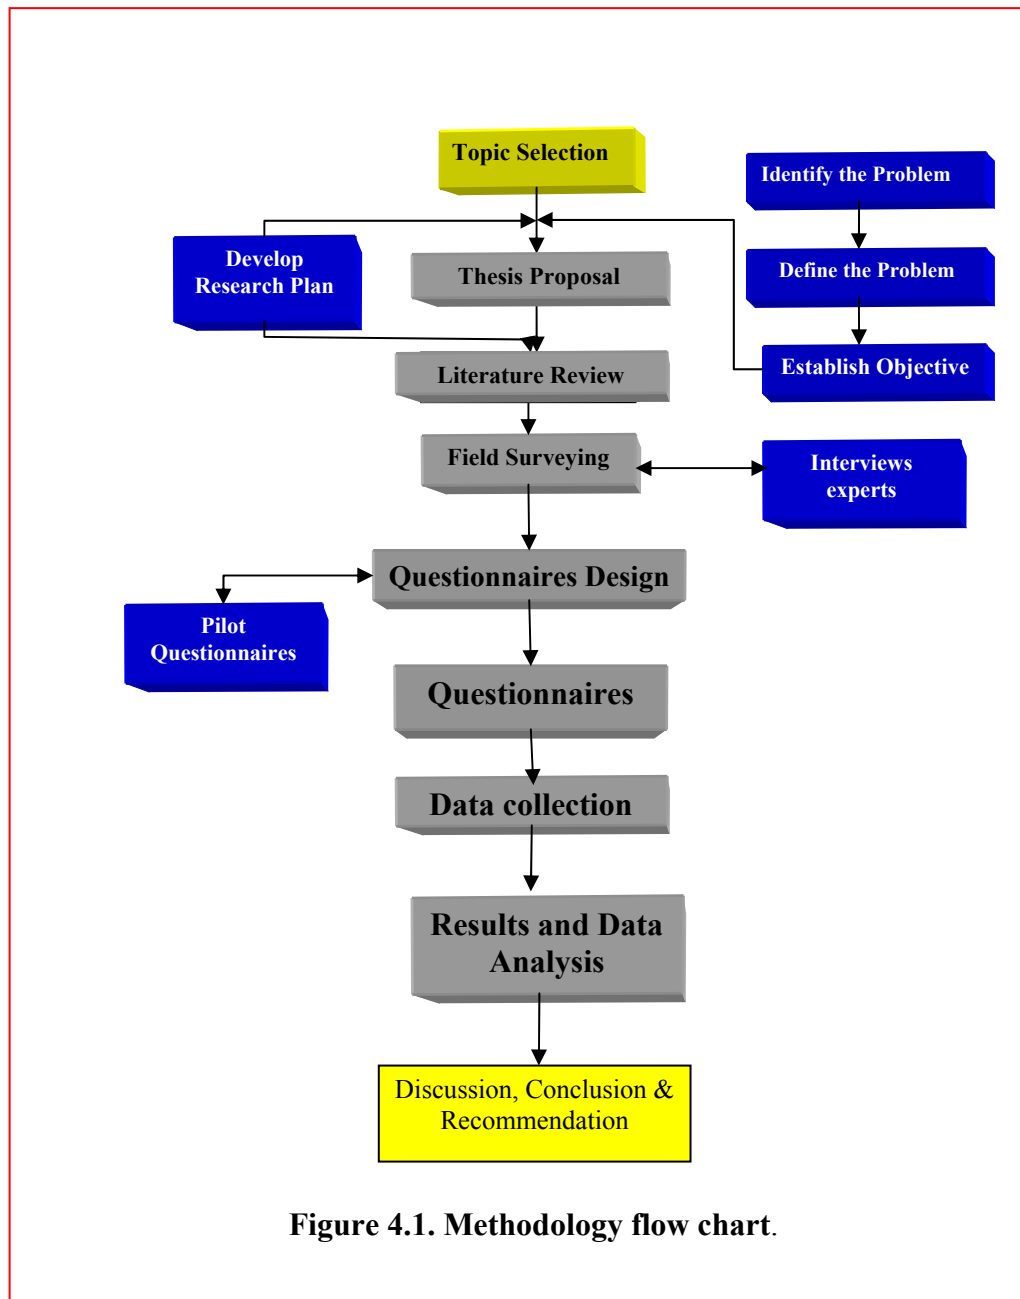 Topic Selection
Identify the Problem
Develop
Research Plan
Thesis Proposal
Define the Problem
Literature Review
Establish Objective
Field Surveying
Interviews
experts
Questionnaires Design
Pilot
Questionnaires
Questionnaires
Data collection
Results and Data
Analysis
Discussion, Conclusion &
Recommendation
Figure 4.1. Methodology flow chart.